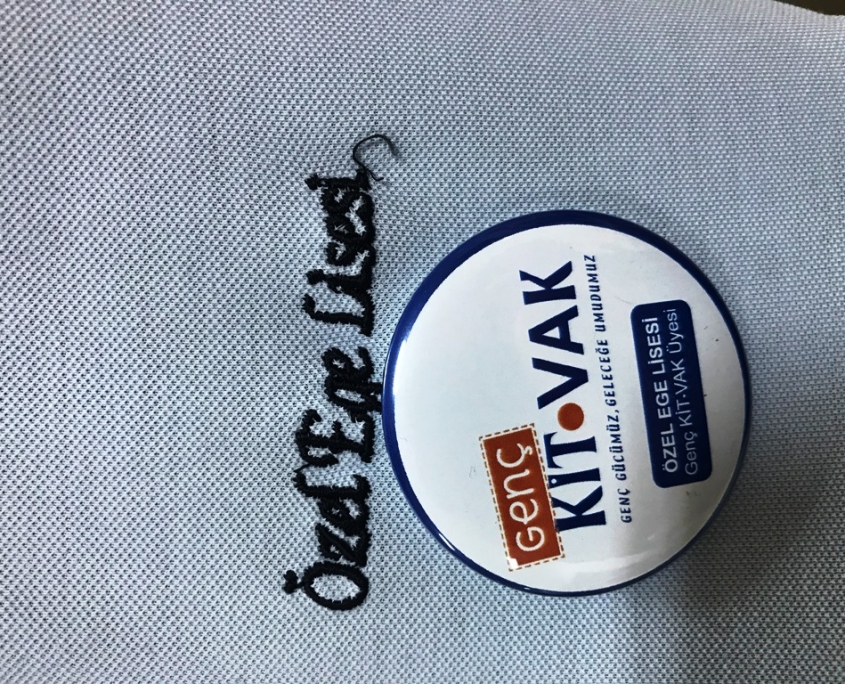 Özel Ege Lisesi
Genç
KİT•VAK
GENÇ GÜCÜMÜZ, GELECEĞE UMUDUMUZ
ÖZEL EGE LİSESİ
Genç KİT•VAK Üyesi